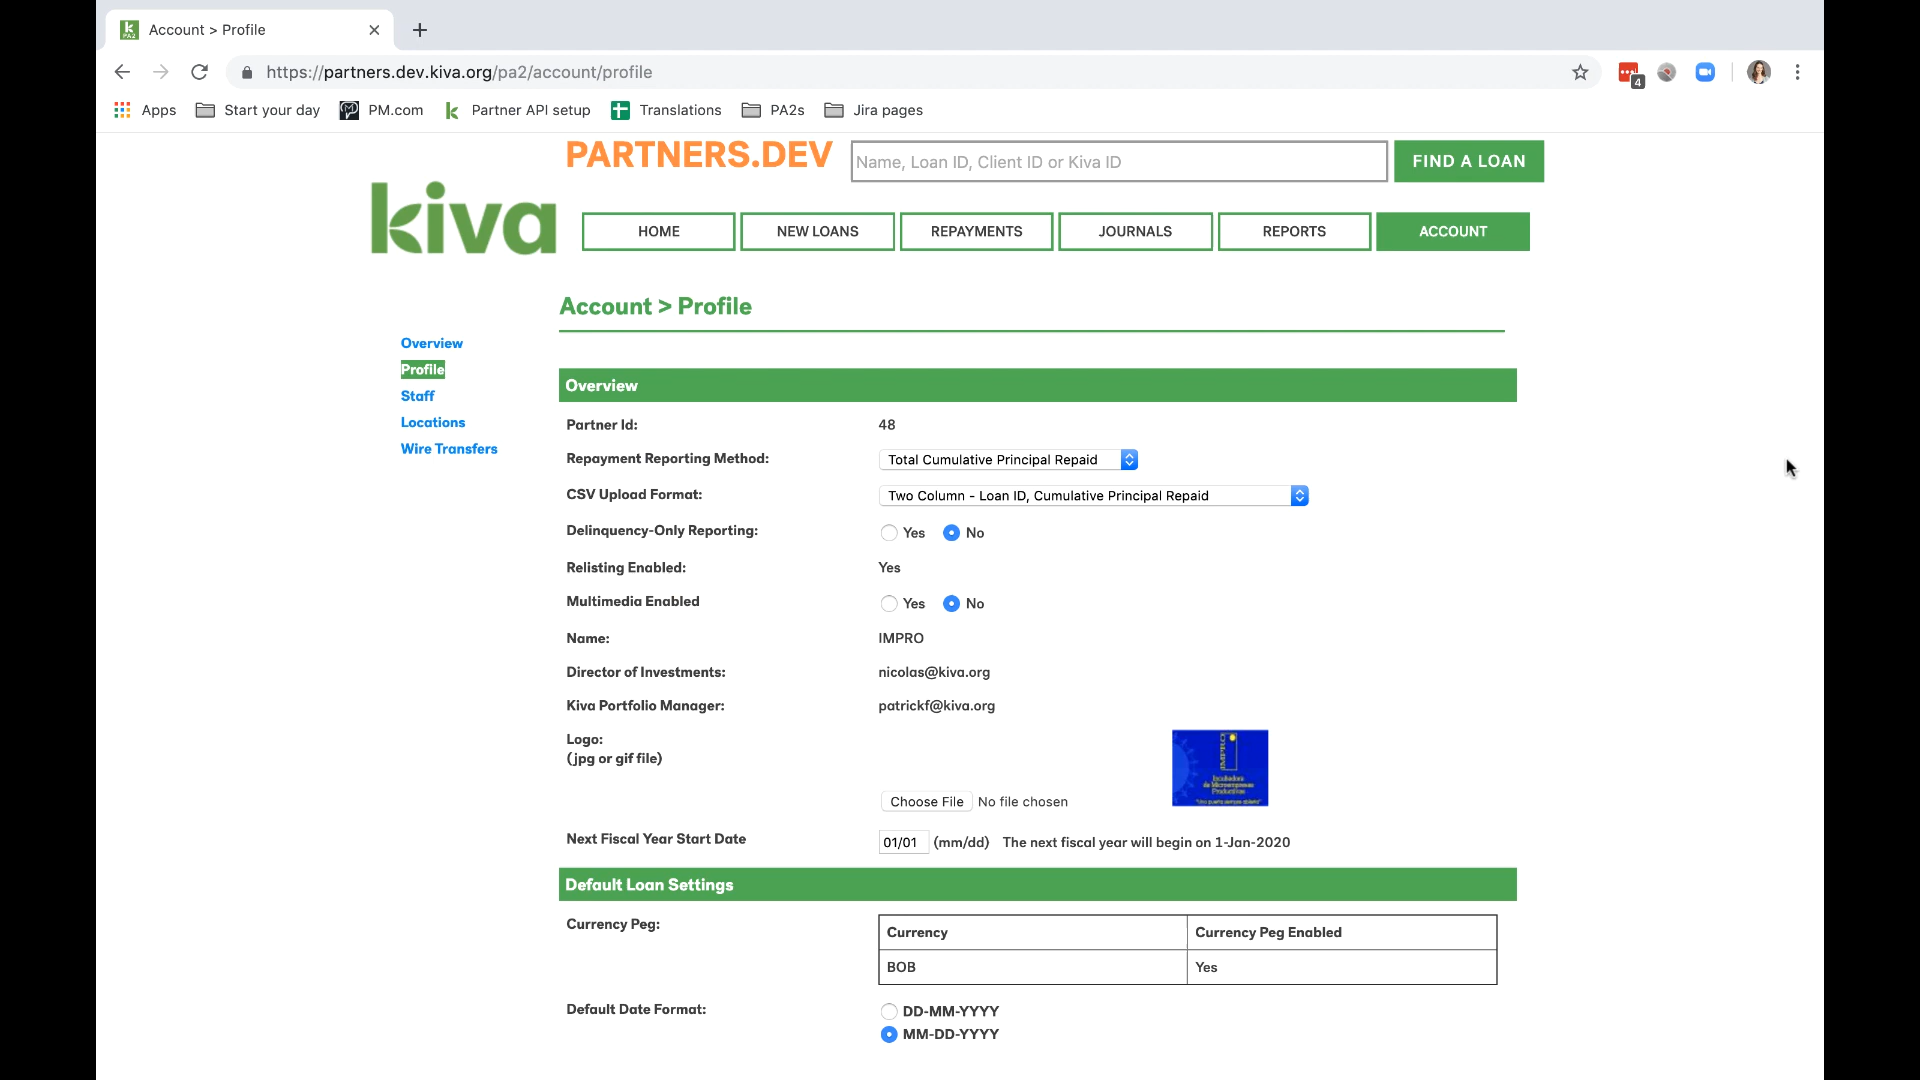 Account > Profile
https://partners.dev.kiva.org/pa2/account/profile
4
Apps Start your day PM.com Partner API setup Translations PA2s Jira pages
PARTNERS.DEV
Name, Loan ID, Client ID or Kiva ID
FIND A LOAN
kiva
HOME NEW LOANS REPAYMENTS JOURNALS REPORTS ACCOUNT
Account > Profile
Overview
Profile
Staff
Locations
Wire Transfers
Overview
Partner Id: 48
Repayment Reporting Method: Total Cumulative Principal Repaid
CSV Upload Format: Two Column - Loan ID, Cumulative Principal Repaid
Delinquency-Only Reporting: Yes No
Relisting Enabled: Yes
Multimedia Enabled Yes No
Name: IMPRO
Director of Investments: nicolas@kiva.org
Kiva Portfolio Manager: patrickf@kiva.org
Logo:
(jpg or gif file)
IMPRO
Incubadora
de Microempresas
Productivas
Choose File No file chosen
Next Fiscal Year Start Date 01/01 (mm/dd) The next fiscal year will begin on 1-Jan-2020
Default Loan Settings
Currency Peg:
Currency Currency Peg Enabled
BOB Yes
Default Date Format: DD-MM-YYYY
MM-DD-YYYY